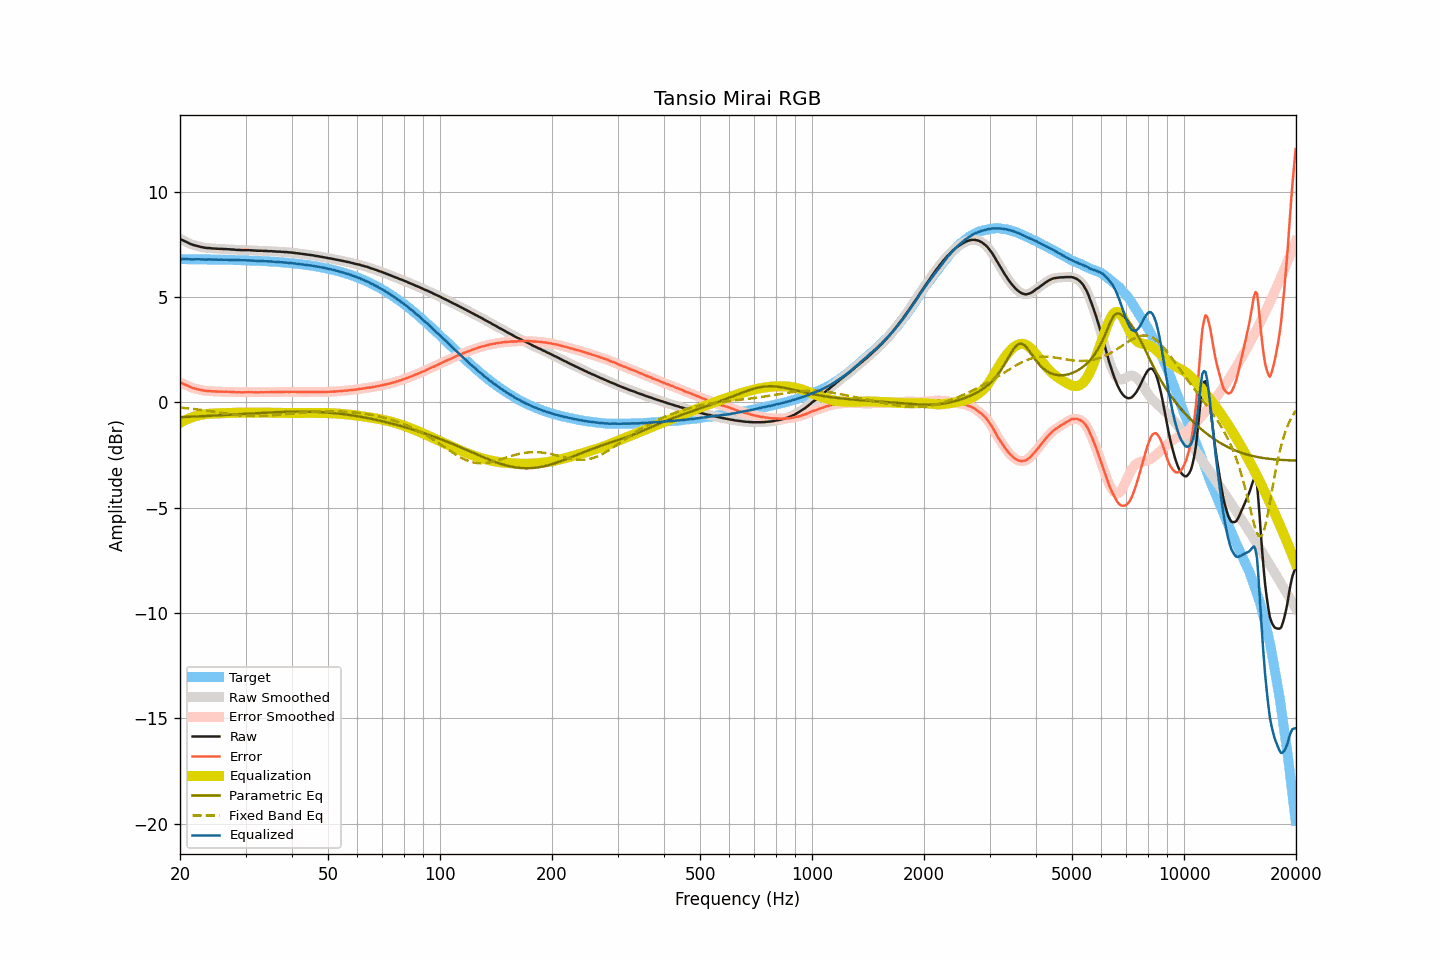 Tansio Mirai RGB
Amplitude (dBr)
10
5
0
−5
−10
−15
−20
Target
Raw Smoothed
Error Smoothed
Raw
Error
Equalization
Parametric Eq
Fixed Band Eq
Equalized
20 50 100 200 500 1000 2000 5000 10000 20000
Frequency (Hz)